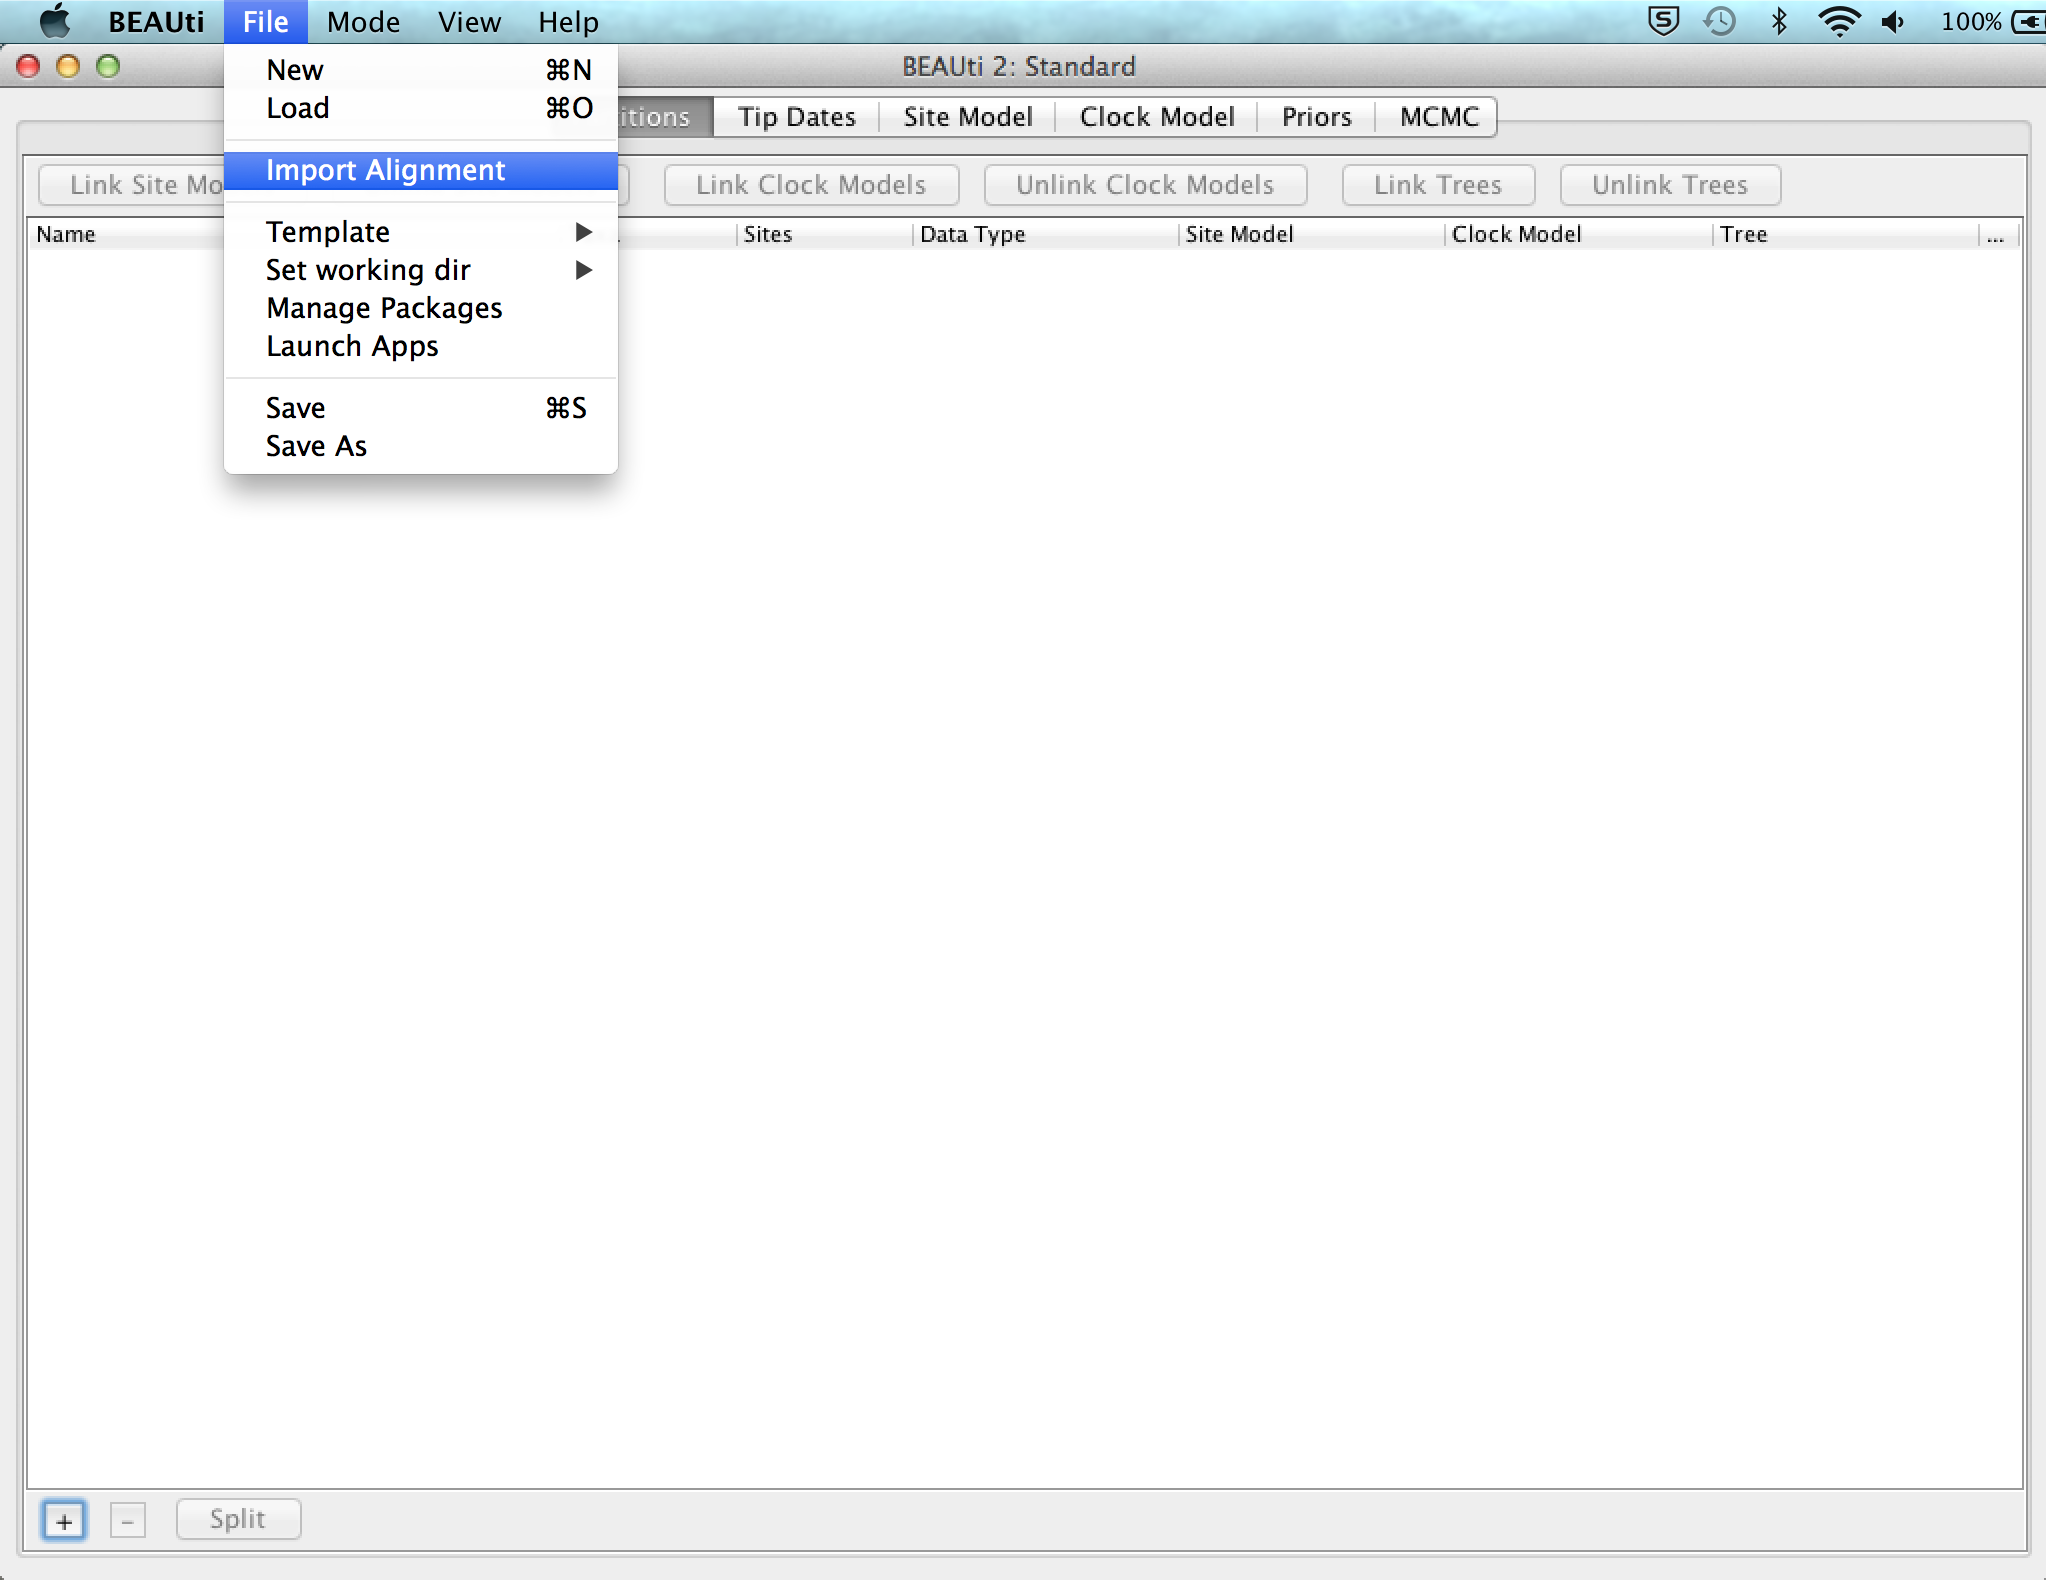 BEAUti File Mode View Help 100%
BEAUti 2: Standard
New ⌘N
Load ⌘O
itions Tip Dates Site Model Clock Model Priors MCMC
Import Alignment
Link Site Mo Link Clock Models Unlink Clock Models Link Trees Unlink Trees
Template ▶
Name Sites Data Type Site Model Clock Model Tree ...
Set working dir ▶
Manage Packages
Launch Apps
Save ⌘S
Save As
+ - Split